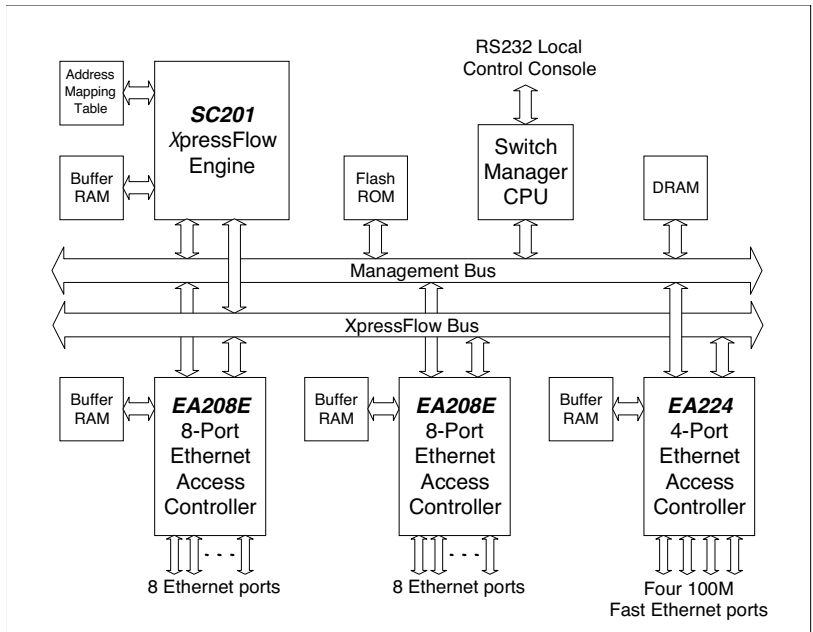 RS232 Local
Control Console
Address
Mapping
Table
SC201
XpressFlow
Engine
Buffer
RAM
Flash
ROM
Switch
Manager
CPU
DRAM
Management Bus
XpressFlow Bus
Buffer
RAM
EA208E
8-Port
Ethernet
Access
Controller
8 Ethernet ports
Buffer
RAM
EA208E
8-Port
Ethernet
Access
Controller
8 Ethernet ports
Buffer
RAM
EA224
4-Port
Ethernet
Access
Controller
Four 100M
Fast Ethernet ports